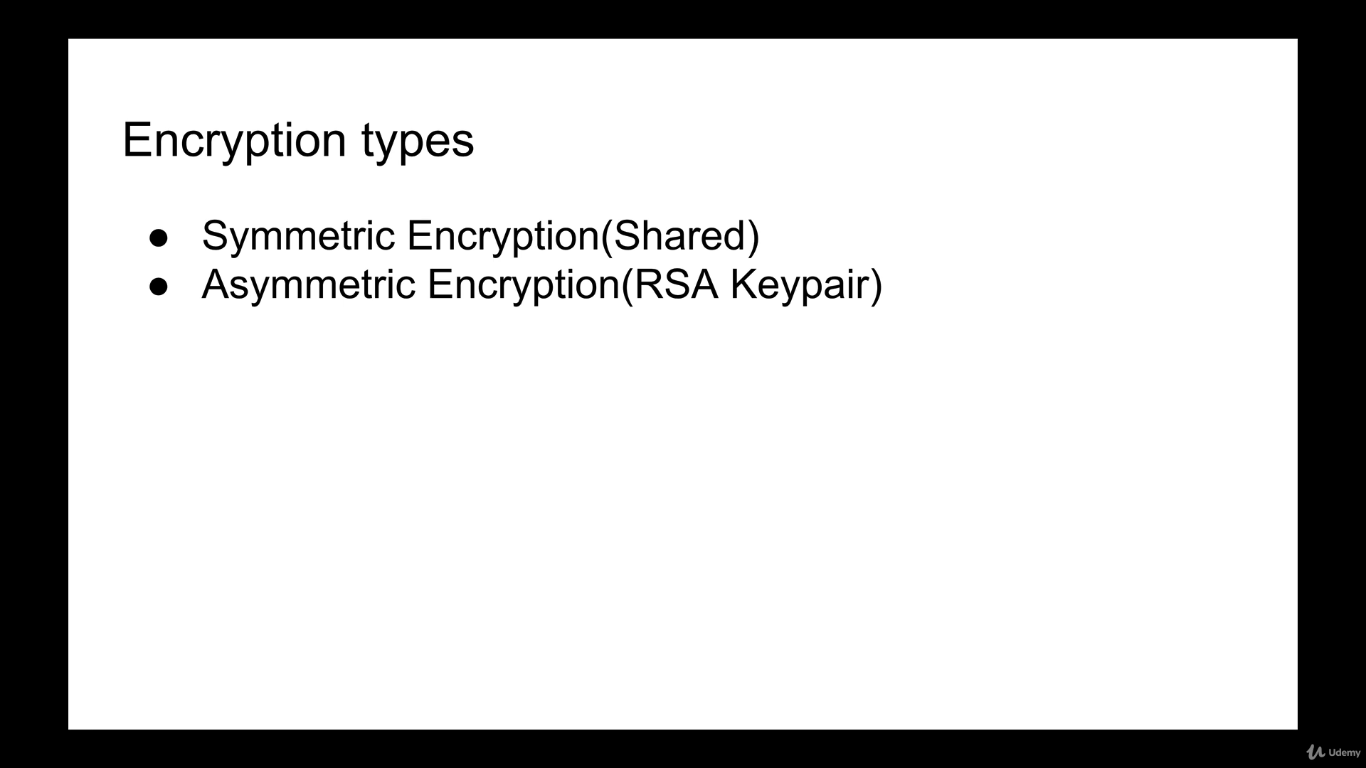 Encryption types
● Symmetric Encryption(Shared)
● Asymmetric Encryption(RSA Keypair)
Udemy